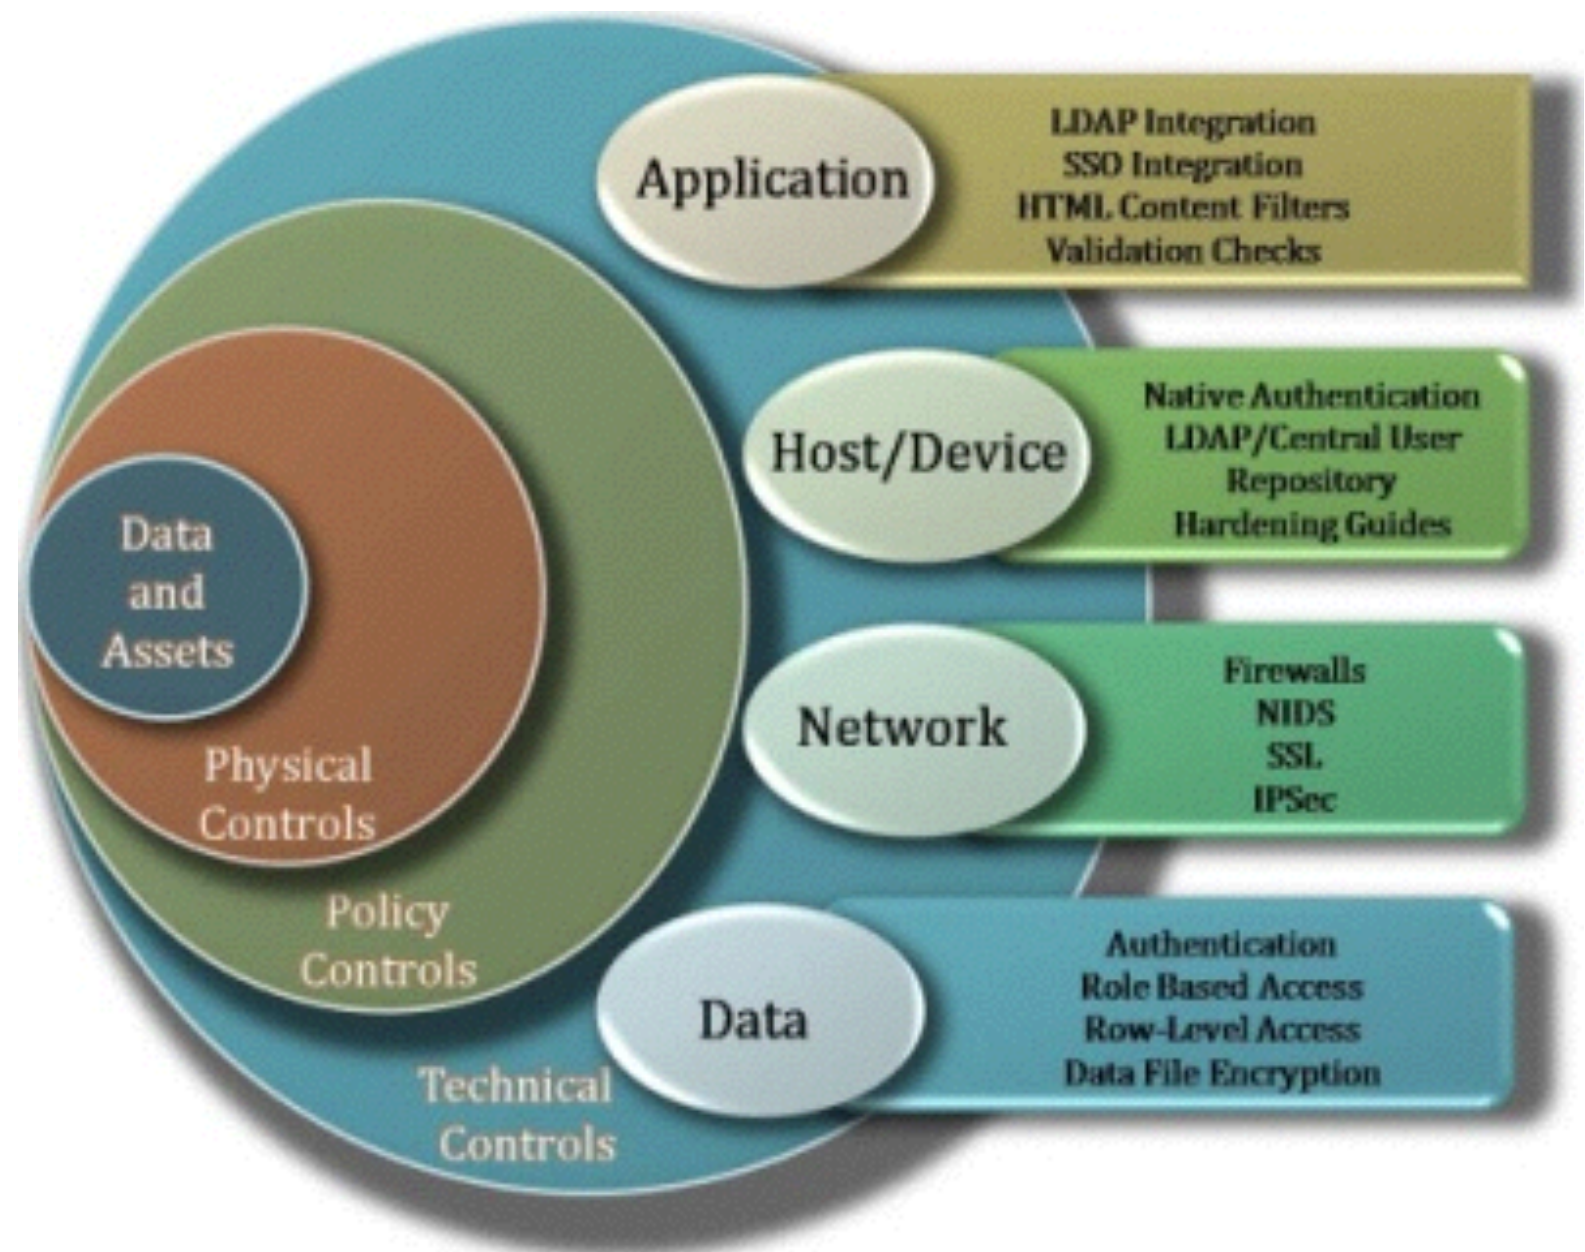 Application
LDAP Integration
SSO Integration
HTML Content Filters
Validation Checks
Host/Device
Native Authentication
LDAP/Central User
Repository
Hardening Guides
Network
Firewalls
NIDS
SSL
IPSec
Data
Authentication
Role Based Access
Row-Level Access
Data File Encryption
Data
and
Assets
Physical
Controls
Policy
Controls
Technical
Controls